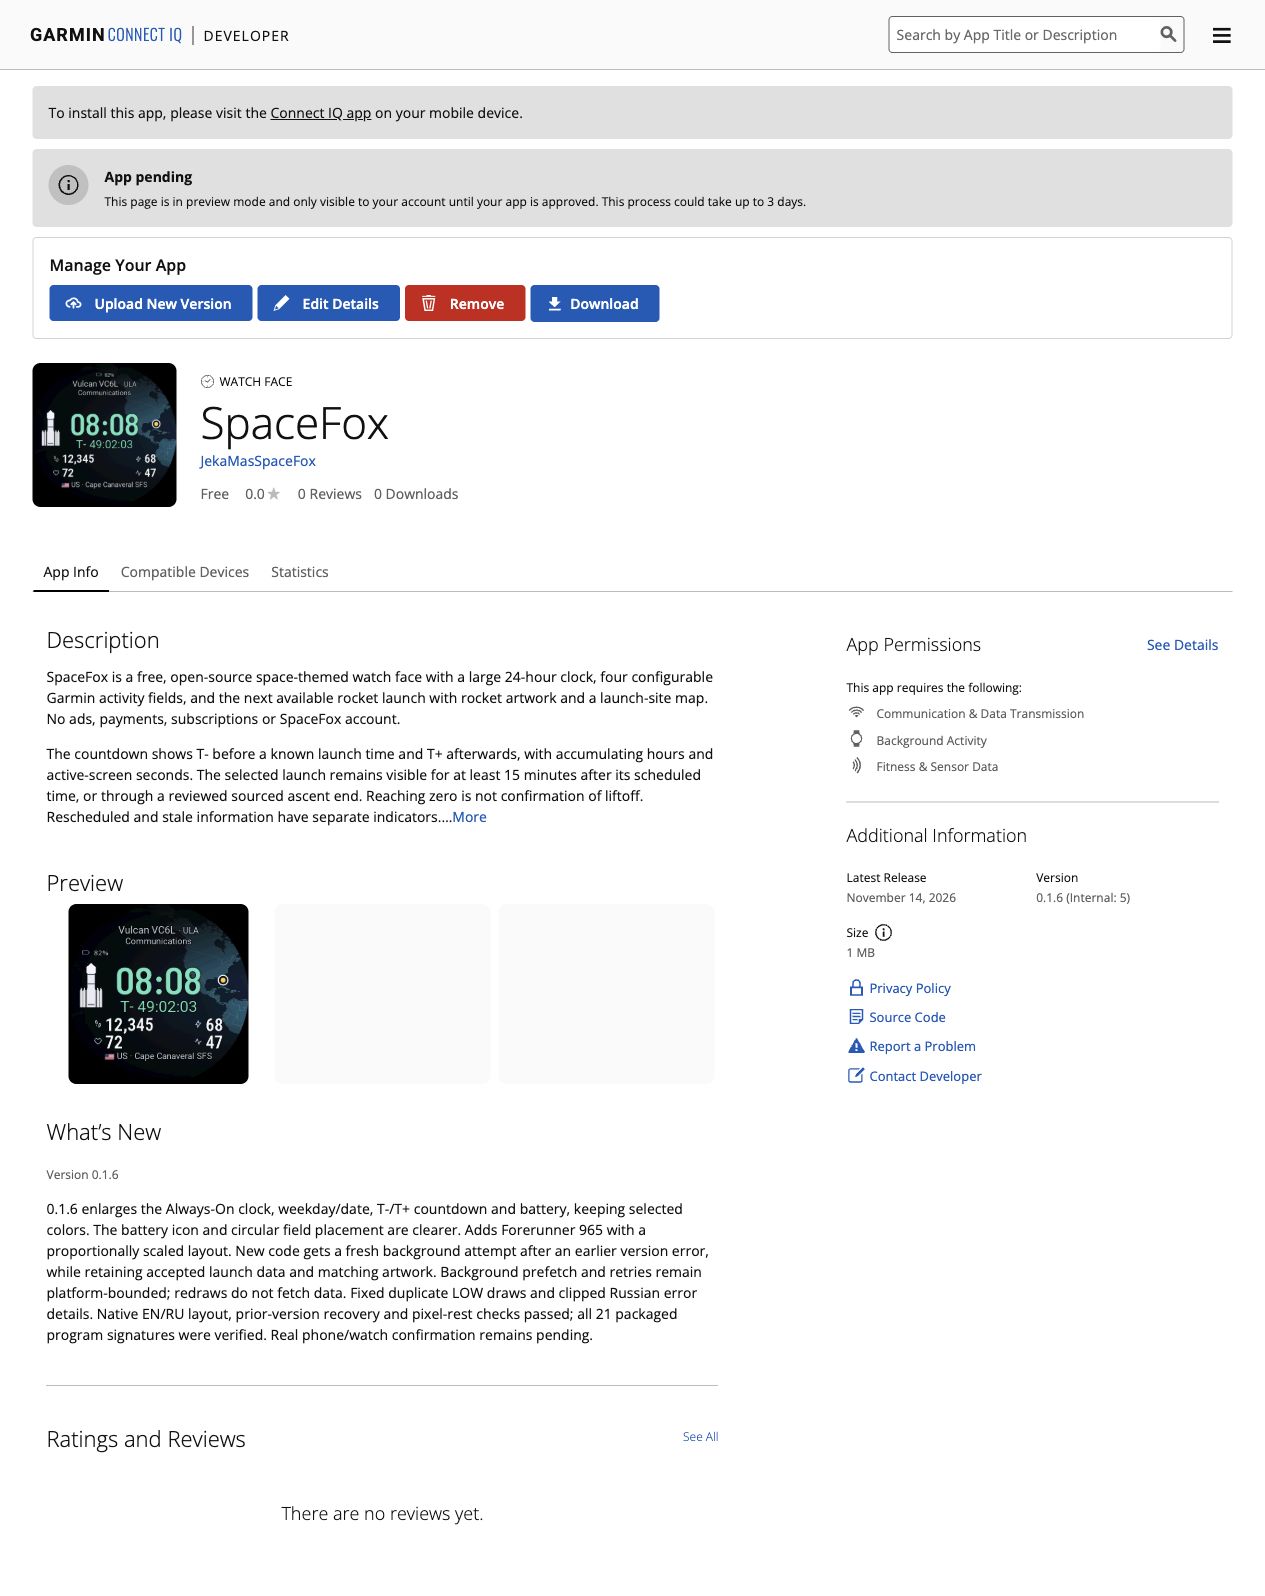 GARMIN CONNECT IQ | DEVELOPER
Search by App Title or Description
To install this app, please visit the Connect IQ app on your mobile device.
App pending
This page is in preview mode and only visible to your account until your app is approved. This process could take up to 3 days.
Manage Your App
Upload New Version
Edit Details
Remove
Download
82%
Vulcan VC6L · ULA
Communications
08:08
T- 49:02:03
12,345
68
72
47
US · Cape Canaveral SFS
WATCH FACE
SpaceFox
JekaMasSpaceFox
Free 0.0 0 Reviews 0 Downloads
App Info
Compatible Devices
Statistics
Description
SpaceFox is a free, open-source space-themed watch face with a large 24-hour clock, four configurable
Garmin activity fields, and the next available rocket launch with rocket artwork and a launch-site map.
No ads, payments, subscriptions or SpaceFox account.
The countdown shows T- before a known launch time and T+ afterwards, with accumulating hours and
active-screen seconds. The selected launch remains visible for at least 15 minutes after its scheduled
time, or through a reviewed sourced ascent end. Reaching zero is not confirmation of liftoff.
Rescheduled and stale information have separate indicators....More
Preview
Vulcan VC6L · ULA
Communications
82%
08:08
T- 49:02:03
12,345
68
72
47
US · Cape Canaveral SFS
What's New
Version 0.1.6
0.1.6 enlarges the Always-On clock, weekday/date, T-/T+ countdown and battery, keeping selected
colors. The battery icon and circular field placement are clearer. Adds Forerunner 965 with a
proportionally scaled layout. New code gets a fresh background attempt after an earlier version error,
while retaining accepted launch data and matching artwork. Background prefetch and retries remain
platform-bounded; redraws do not fetch data. Fixed duplicate LOW draws and clipped Russian error
details. Native EN/RU layout, prior-version recovery and pixel-rest checks passed; all 21 packaged
program signatures were verified. Real phone/watch confirmation remains pending.
Ratings and Reviews
See All
There are no reviews yet.
App Permissions
See Details
This app requires the following:
Communication & Data Transmission
Background Activity
Fitness & Sensor Data
Additional Information
Latest Release
November 14, 2026
Version
0.1.6 (Internal: 5)
Size
1 MB
Privacy Policy
Source Code
Report a Problem
Contact Developer